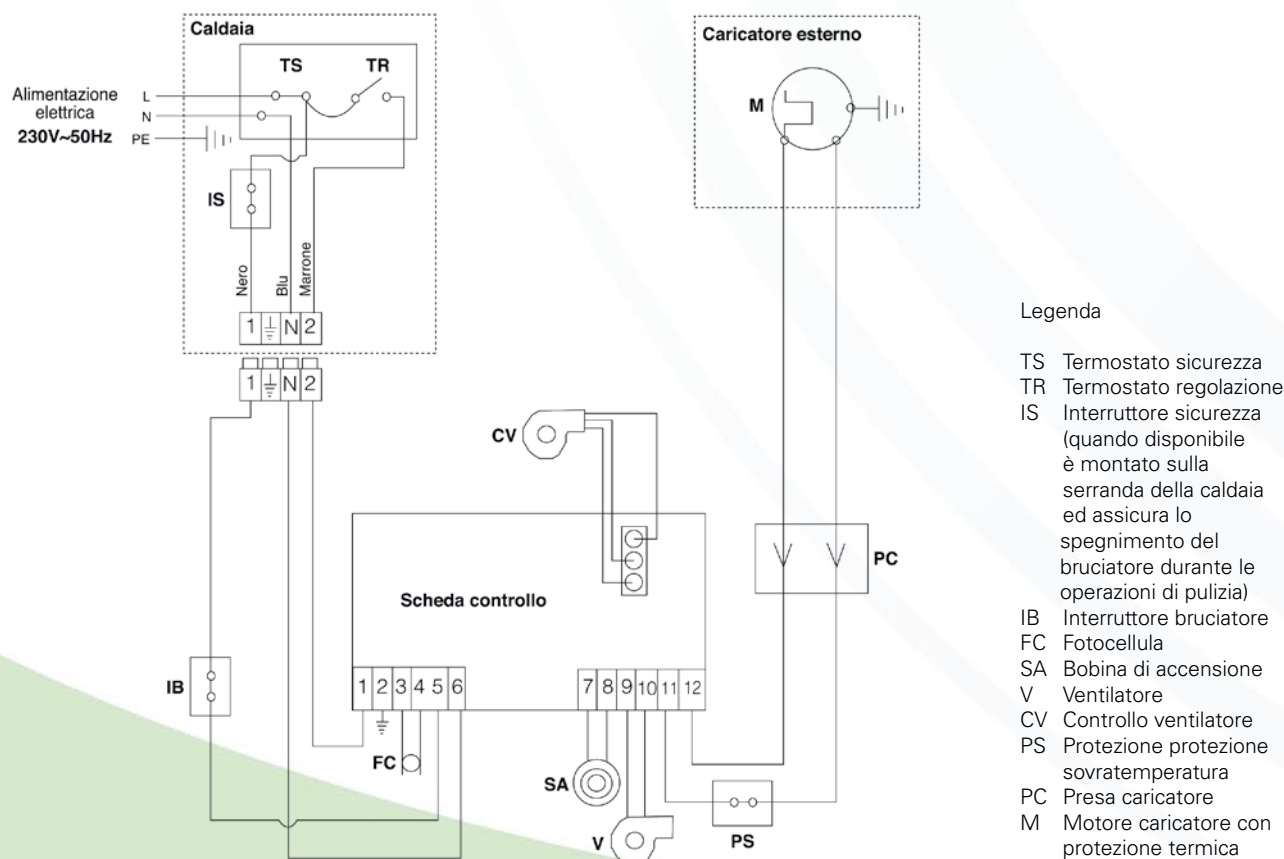 Caldaia
Caricatore esterno
TS
TR
Alimentazione
elettrica
230V~50Hz
L
N
PE
M
IS
Nero
Blu
Marrone
1
N
2
1
N
2
CV
PC
Scheda controllo
IB
1 2 3 4 5 6
7 8 9 10 11 12
FC
SA
V
PS
Legenda
TS Termostato sicurezza
TR Termostato regolazione
IS Interruttore sicurezza
(quando disponibile
è montato sulla
serranda della caldaia
ed assicura lo
spegnimento del
bruciatore durante le
operazioni di pulizia)
IB Interruttore bruciatore
FC Fotocellula
SA Bobina di accensione
V Ventilatore
CV Controllo ventilatore
PS Protezione protezione
sovratemperatura
PC Presa caricatore
M Motore caricatore con
protezione termica